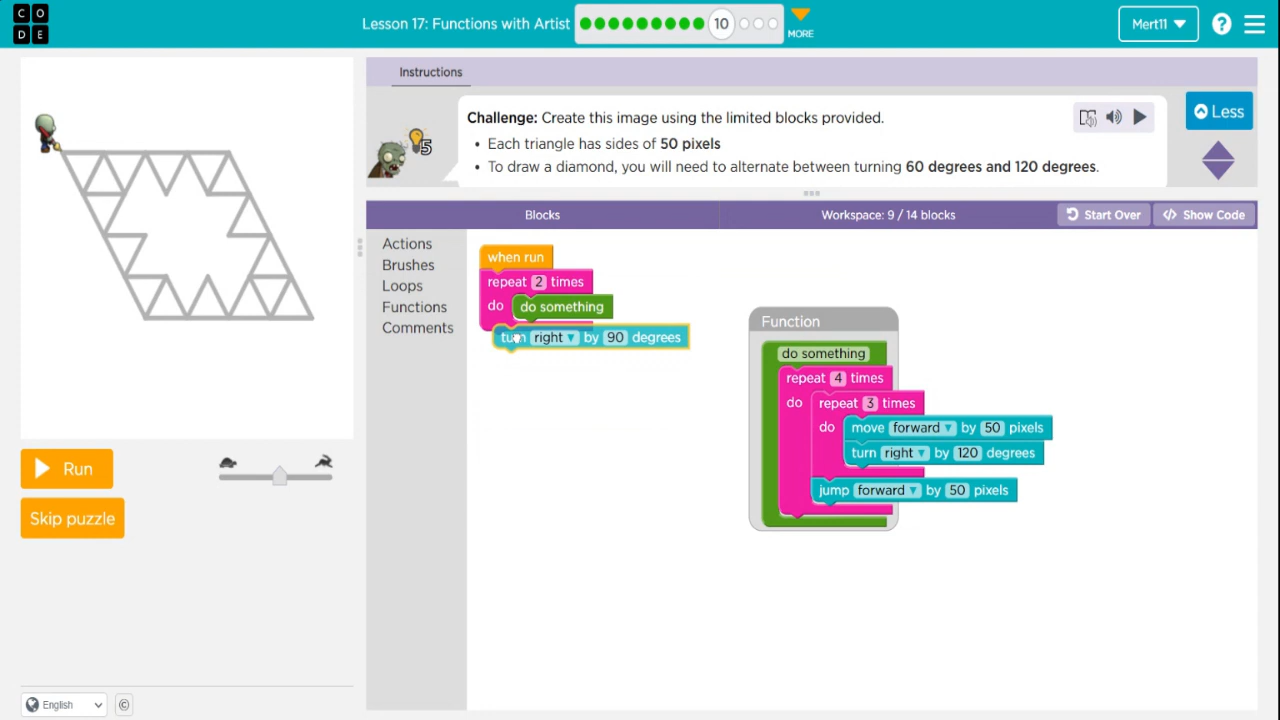 C O
D E
Lesson 17: Functions with Artist
10
MORE
Mert11
?
Instructions
5
Challenge: Create this image using the limited blocks provided.
• Each triangle has sides of 50 pixels
• To draw a diamond, you will need to alternate between turning 60 degrees and 120 degrees.
Less
Blocks
Workspace: 9 / 14 blocks
Start Over
</> Show Code
Actions
Brushes
Loops
Functions
Comments
when run
repeat 2 times
do do something
turn right by 90 degrees
Function
do something
repeat 4 times
do repeat 3 times
do move forward by 50 pixels
turn right by 120 degrees
jump forward by 50 pixels
Run
Skip puzzle
English
©